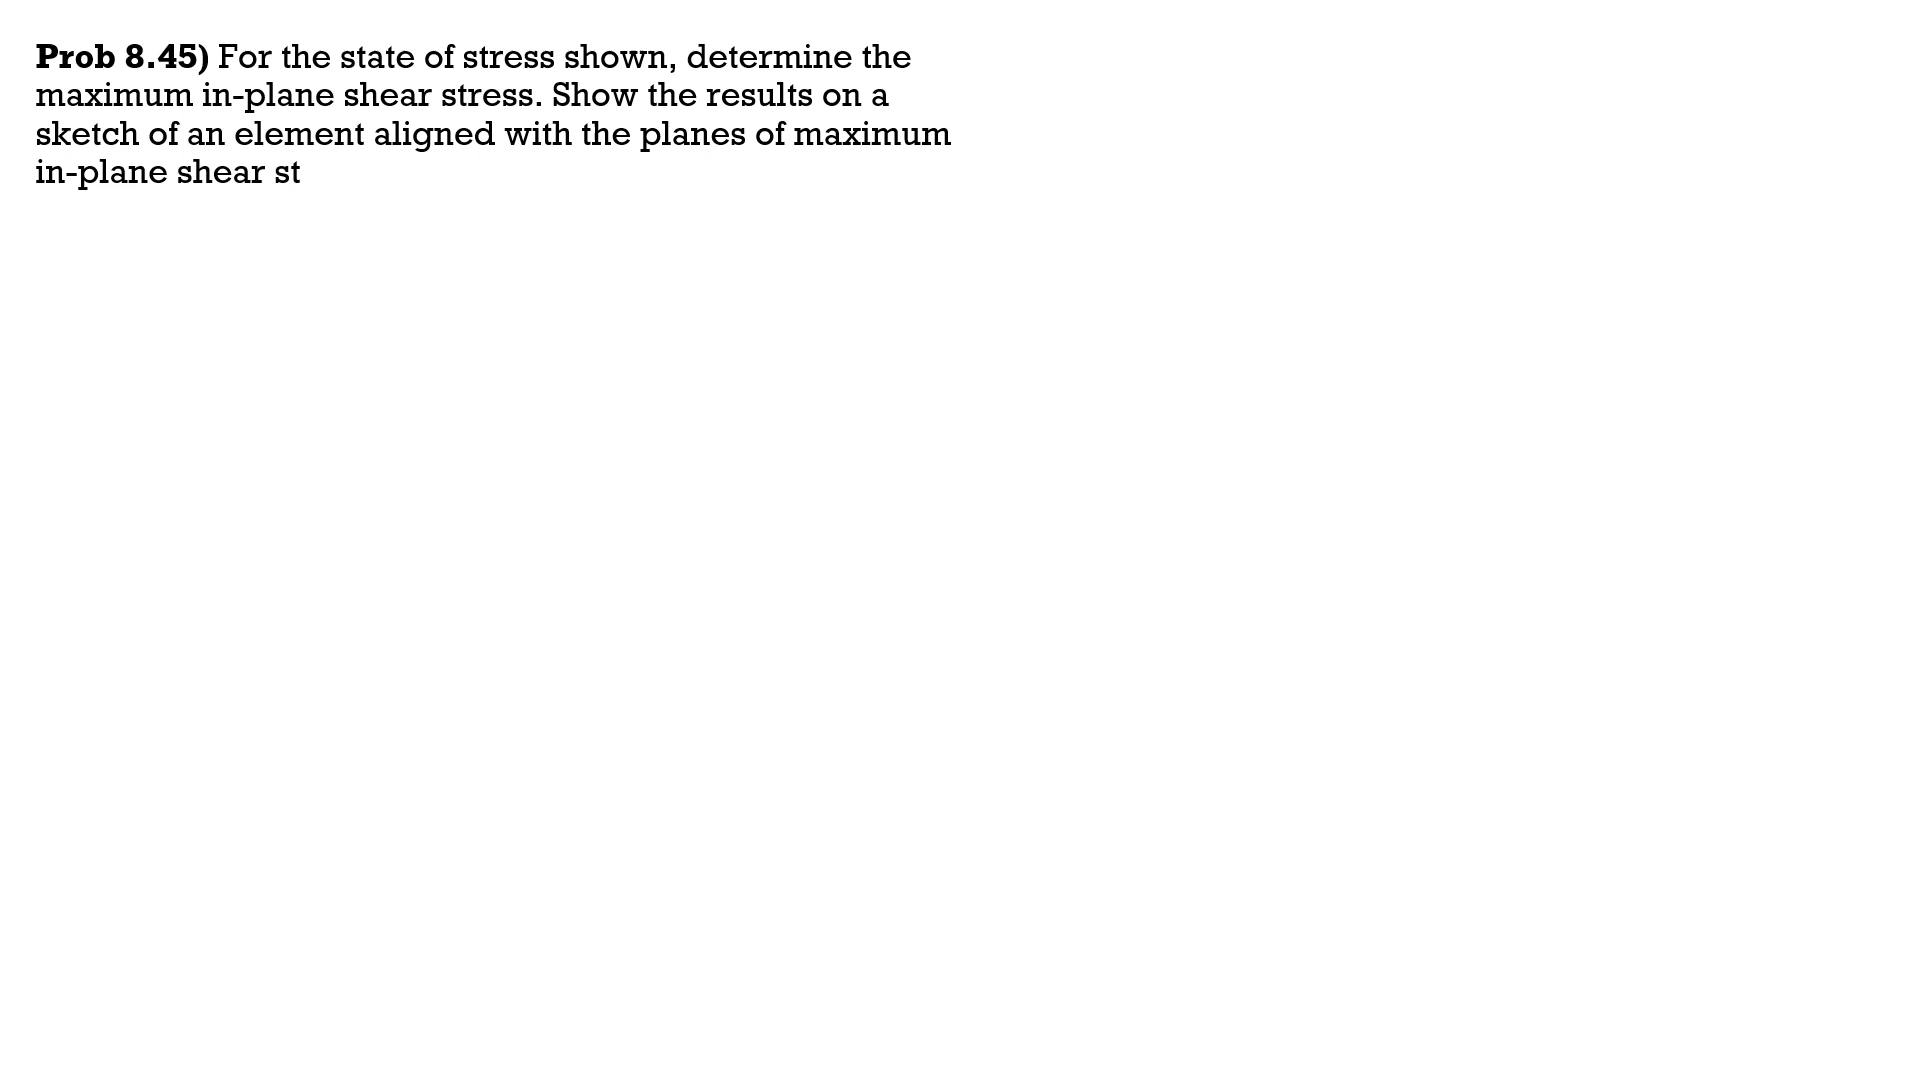 Prob 8.45) For the state of stress shown, determine the
maximum in-plane shear stress. Show the results on a
sketch of an element aligned with the planes of maximum
in-plane shear st